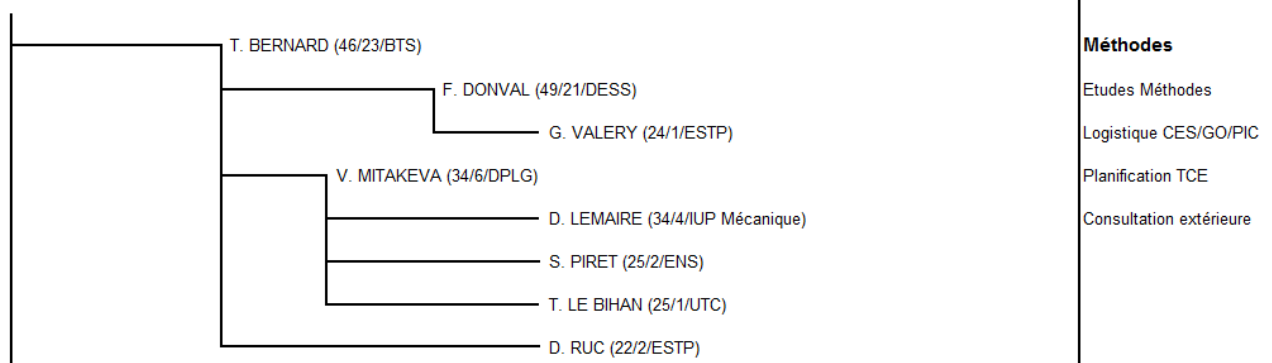 T. BERNARD (46/23/BTS)
Méthodes
F. DONVAL (49/21/DESS)
Etudes Méthodes
G. VALERY (24/1/ESTP)
Logistique CES/GO/PIC
V. MITAKEVA (34/6/DPLG)
Planification TCE
D. LEMAIRE (34/4/IUP Mécanique)
Consultation extérieure
S. PIRET (25/2/ENS)
T. LE BIHAN (25/1/UTC)
D. RUC (22/2/ESTP)